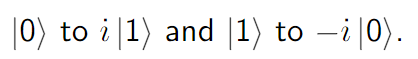 |0⟩ to i |1⟩ and |1⟩ to −i |0⟩.